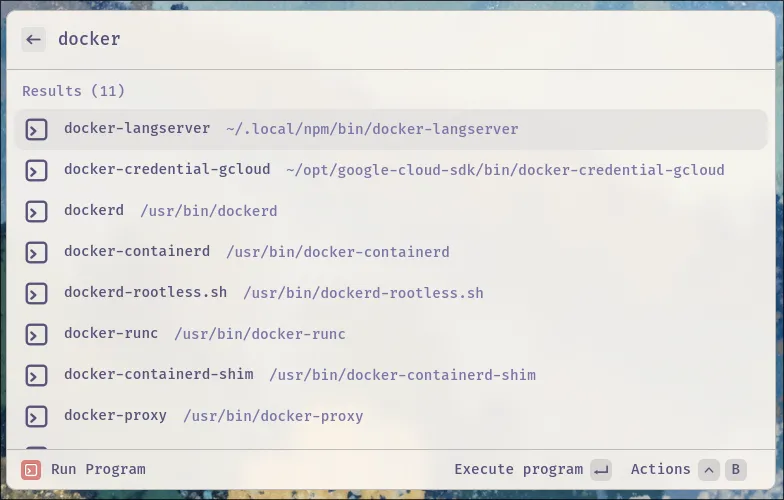 docker
Results (11)
docker-langserver ~/.local/npm/bin/docker-langserver
docker-credential-gcloud ~/opt/google-cloud-sdk/bin/docker-credential-gcloud
dockerd /usr/bin/dockerd
docker-containerd /usr/bin/docker-containerd
dockerd-rootless.sh /usr/bin/dockerd-rootless.sh
docker-runc /usr/bin/docker-runc
docker-containerd-shim /usr/bin/docker-containerd-shim
docker-proxy /usr/bin/docker-proxy
Run Program Execute program Actions B